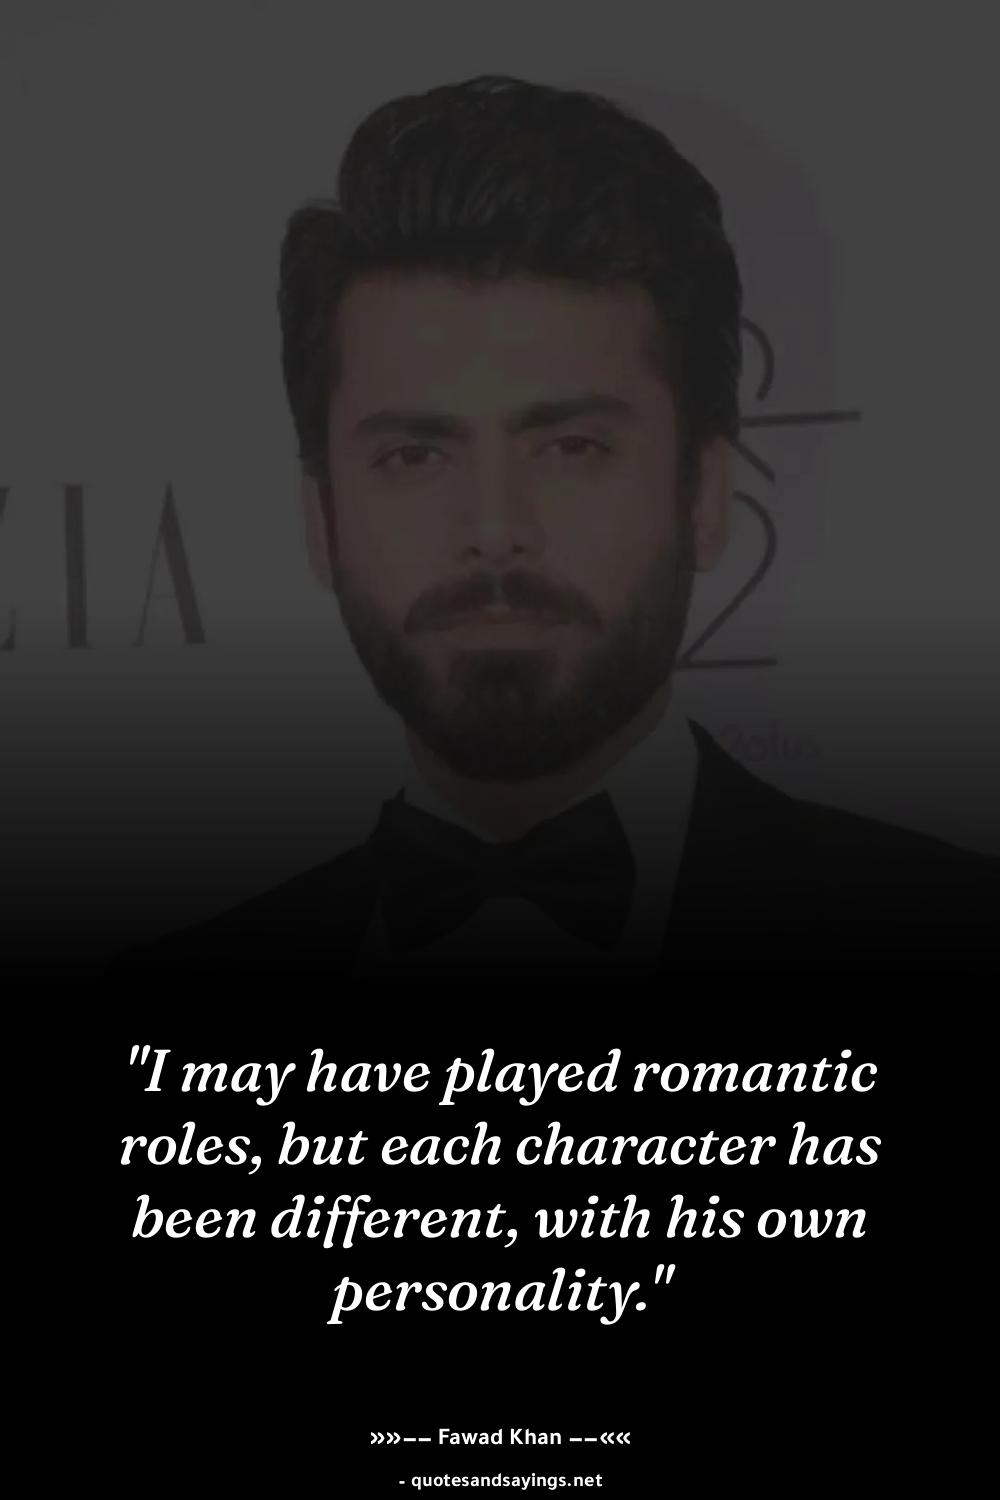 ZIA
"I may have played romantic
roles, but each character has
been different, with his own
personality."
»»–– Fawad Khan ––««
- quotesandsayings.net